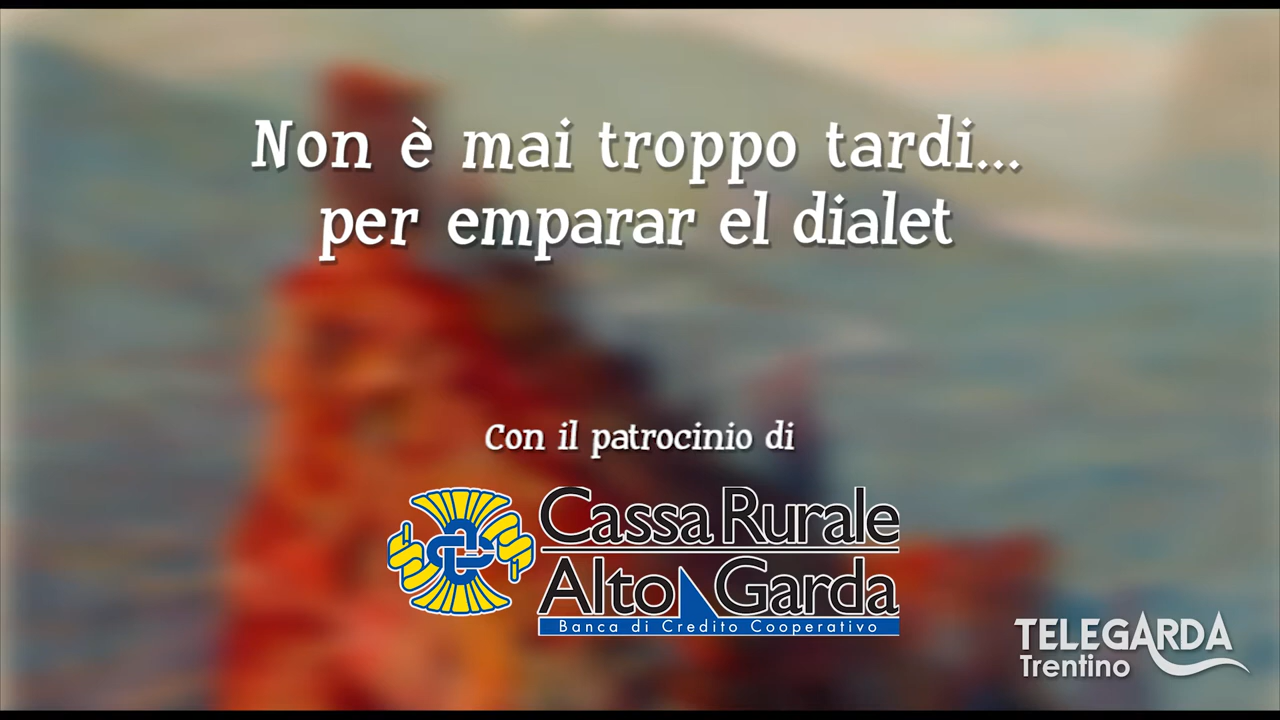 Non è mai troppo tardi...
per emparar el dialet
Con il patrocinio di
Cassa Rurale
Alto Garda
Banca di Credito Cooperativo
TELEGARDA
Trentino